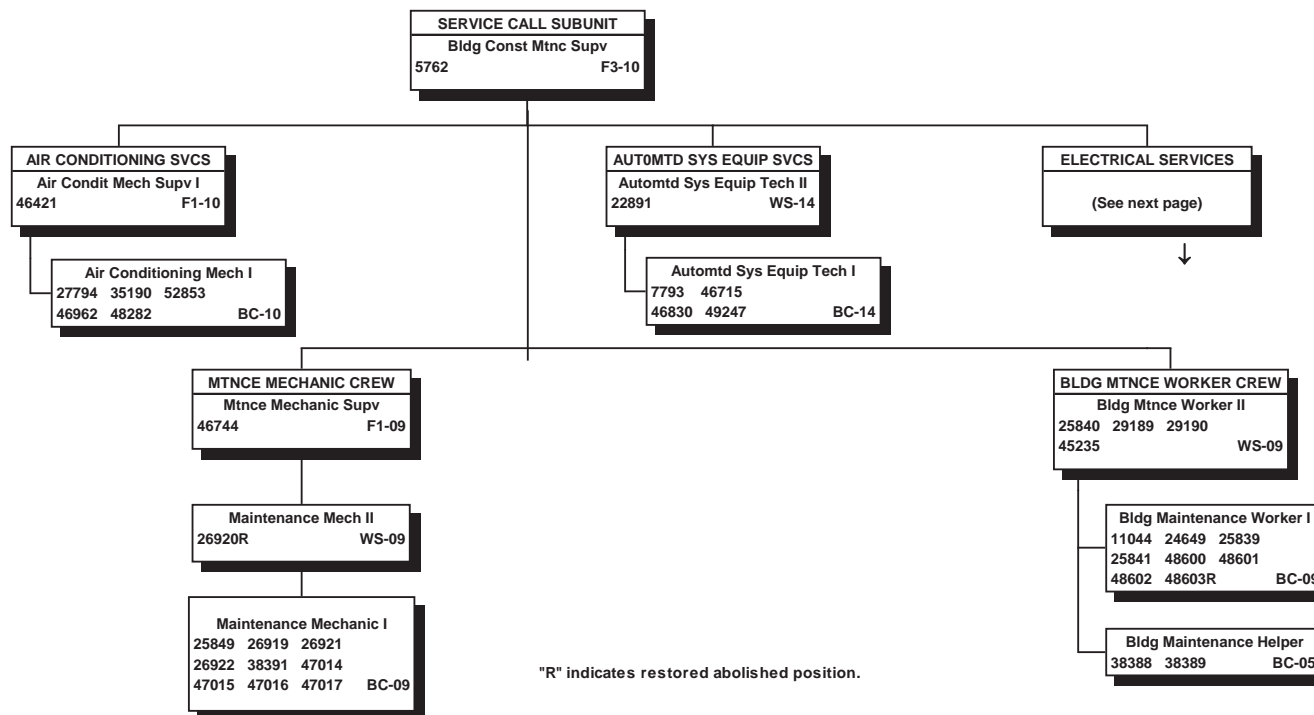 SERVICE CALL SUBUNIT
Bldg Const Mtnc Supv
5762 F3-10
AIR CONDITIONING SVCS
Air Condit Mech Supv I
46421 F1-10
Air Conditioning Mech I
27794 35190 52853
46962 48282 BC-10
AUT0MTD SYS EQUIP SVCS
Automtd Sys Equip Tech II
22891 WS-14
Automtd Sys Equip Tech I
7793 46715
46830 49247 BC-14
ELECTRICAL SERVICES
(See next page)
↓
MTNCE MECHANIC CREW
Mtnce Mechanic Supv
46744 F1-09
Maintenance Mech II
26920R WS-09
Maintenance Mechanic I
25849 26919 26921
26922 38391 47014
47015 47016 47017 BC-09
BLDG MTNCE WORKER CREW
Bldg Mtnce Worker II
25840 29189 29190
45235 WS-09
Bldg Maintenance Worker I
11044 24649 25839
25841 48600 48601
48602 48603R BC-09
Bldg Maintenance Helper
38388 38389 BC-05
"R" indicates restored abolished position.